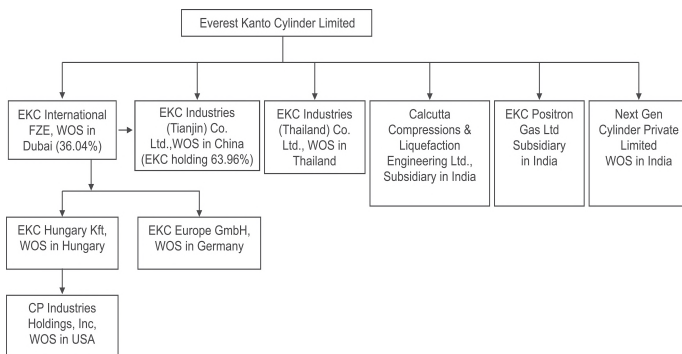 Everest Kanto Cylinder Limited
EKC International
FZE, WOS in
Dubai (36.04%)
EKC Industries
(Tianjin) Co.
Ltd.,WOS in China
(EKC holding 63.96%)
EKC Industries
(Thailand) Co.
Ltd., WOS in
Thailand
Calcutta
Compressions &
Liquefaction
Engineering Ltd.,
Subsidiary in India
EKC Positron
Gas Ltd
Subsidiary
in India
Next Gen
Cylinder Private
Limited
WOS in India
EKC Hungary Kft,
WOS in Hungary
EKC Europe GmbH,
WOS in Germany
CP Industries
Holdings, Inc,
WOS in USA